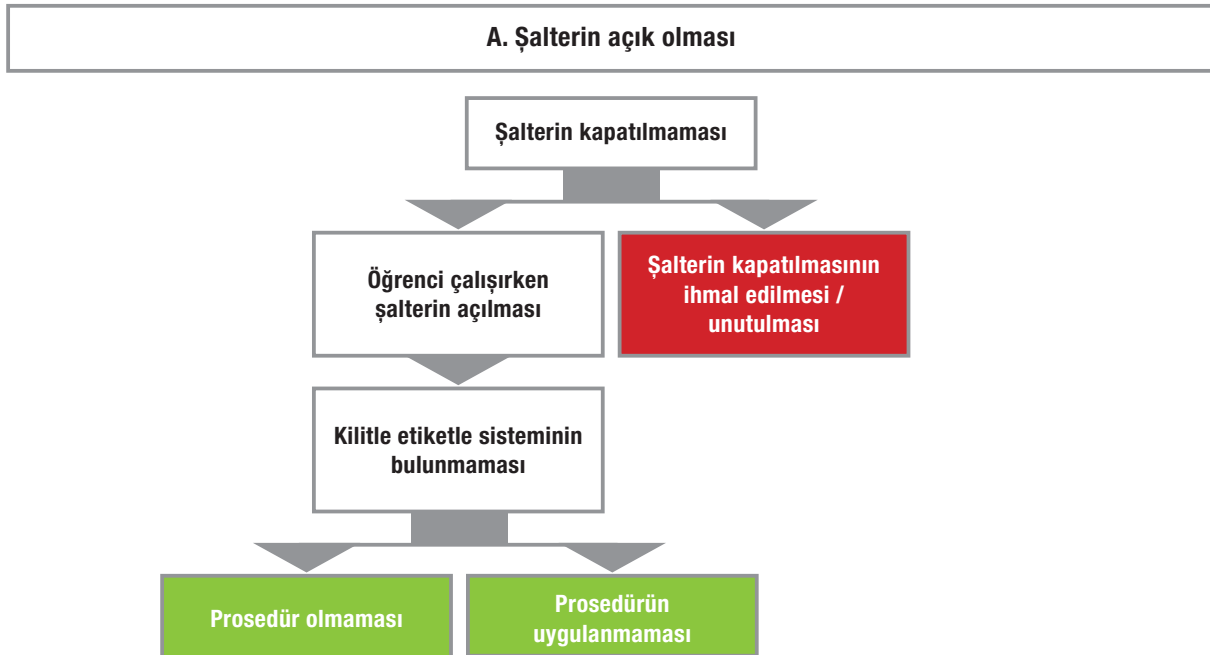 A. Şalterin açık olması
Şalterin kapatılmaması
Öğrenci çalışırken
şalterin açılması
Şalterin kapatılmasının
ihmal edilmesi /
unutulması
Kilitle etiketle sisteminin
bulunmaması
Prosedür olmaması
Prosedürün
uygulanmaması